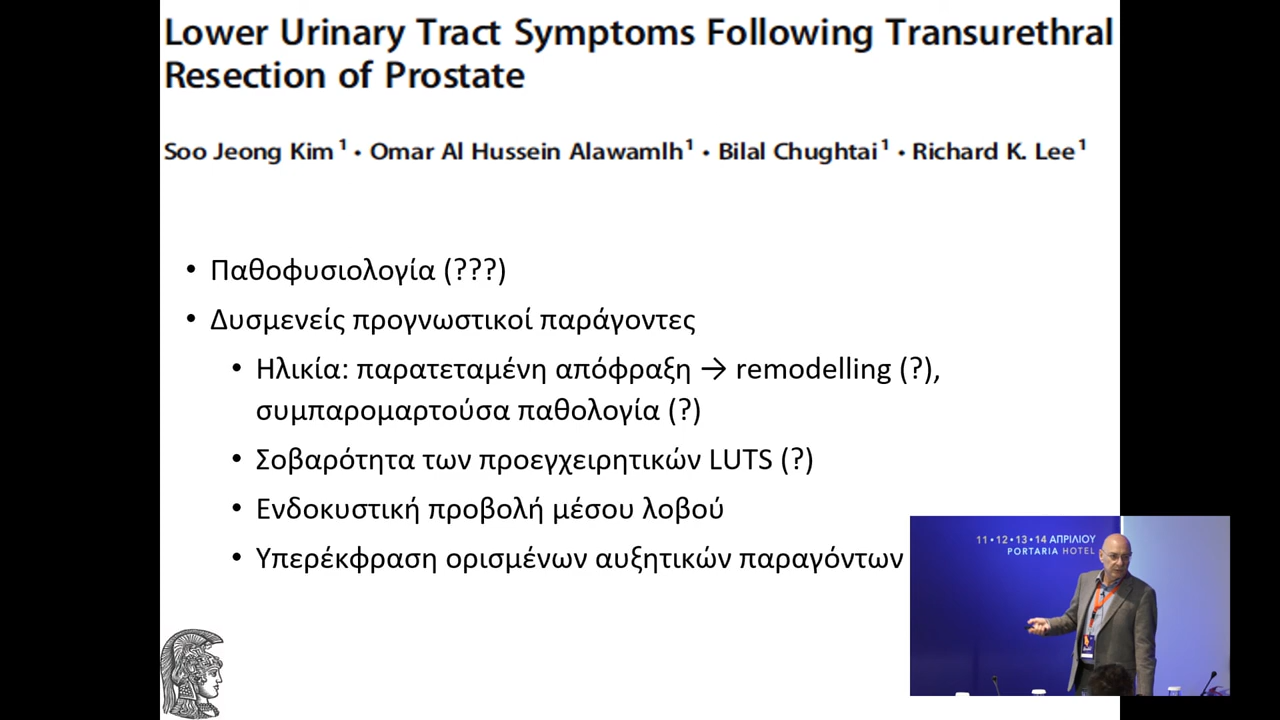 Lower Urinary Tract Symptoms Following Transurethral
Resection of Prostate
Soo Jeong Kim¹ • Omar Al Hussein Alawamlh¹ • Bilal Chughtai¹ • Richard K. Lee¹
• Παθοφυσιολογία (???)
• Δυσμενείς προγνωστικοί παράγοντες
• Ηλικία: παρατεταμένη απόφραξη → remodelling (?),
συμπαρομαρτούσα παθολογία (?)
• Σοβαρότητα των προεγχειρητικών LUTS (?)
• Ενδοκυστική προβολή μέσου λοβού
• Υπερέκφραση ορισμένων αυξητικών παραγόντων
11 • 12 • 13 • 14 ΑΠΡΙΛΙΟΥ
PORTARIA HOTEL